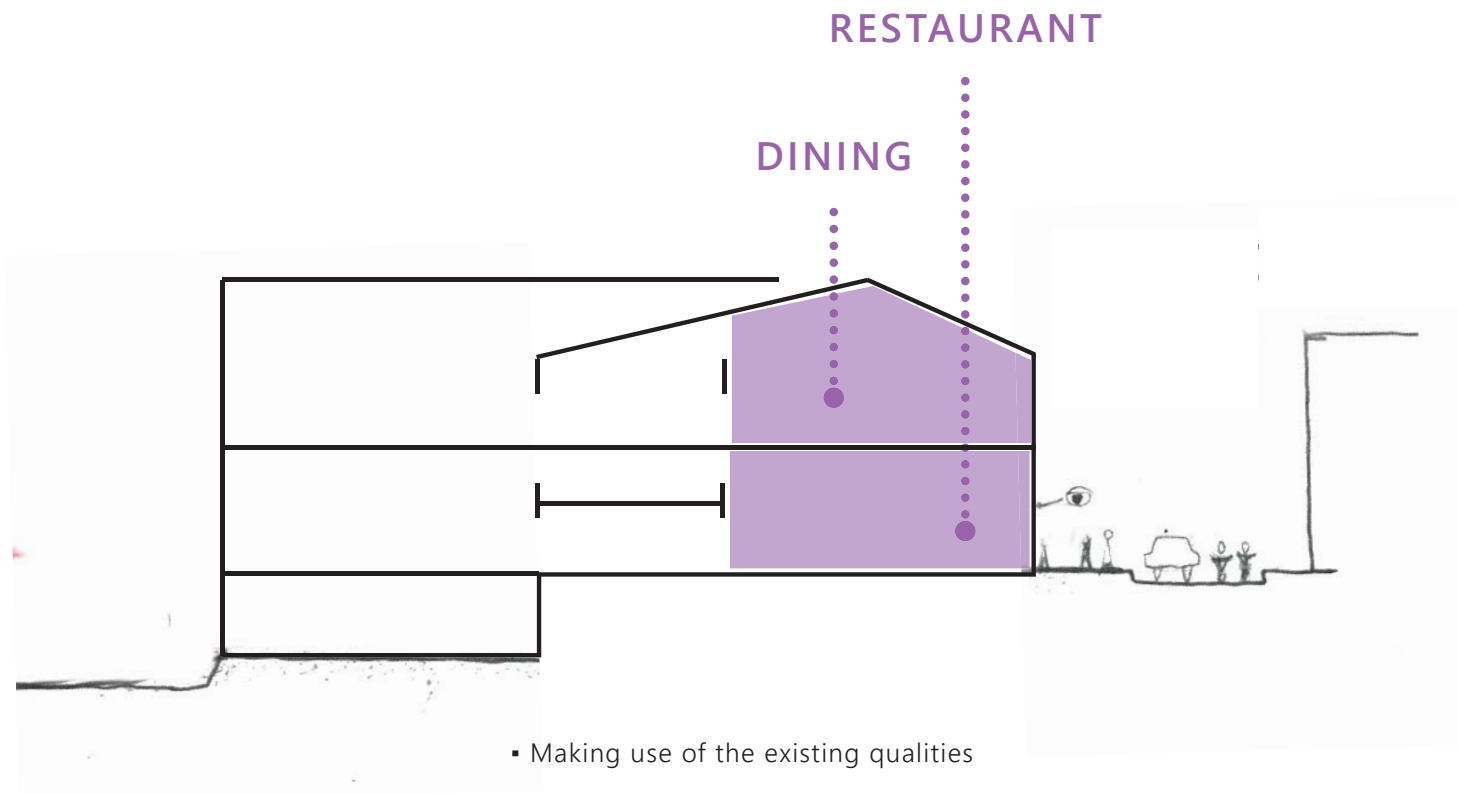 RESTAURANT
DINING
▪ Making use of the existing qualities